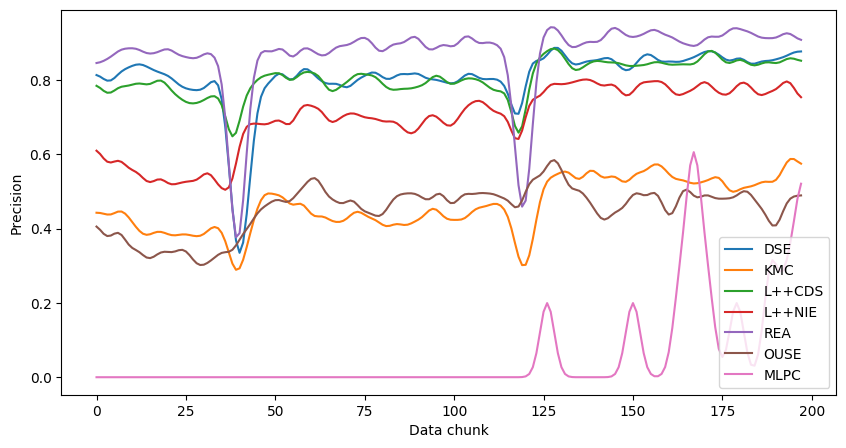 Precision
0.8
0.6
0.4
0.2
0.0
0
25
50
75
100
125
150
175
200
Data chunk
DSE
KMC
L++CDS
L++NIE
REA
OUSE
MLPC